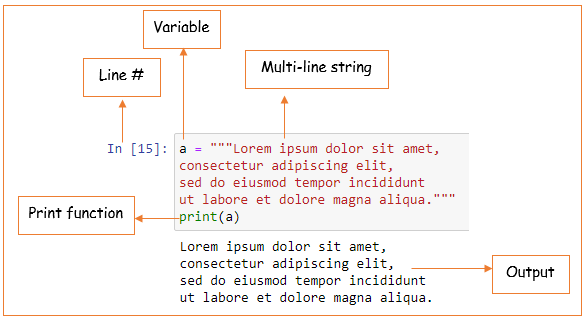 Variable
Line #
Multi-line string
In [15]: a = """Lorem ipsum dolor sit amet,
consectetur adipiscing elit,
sed do eiusmod tempor incididunt
ut labore et dolore magna aliqua."""
Print function
print(a)
Lorem ipsum dolor sit amet,
consectetur adipiscing elit,
sed do eiusmod tempor incididunt
ut labore et dolore magna aliqua.
Output